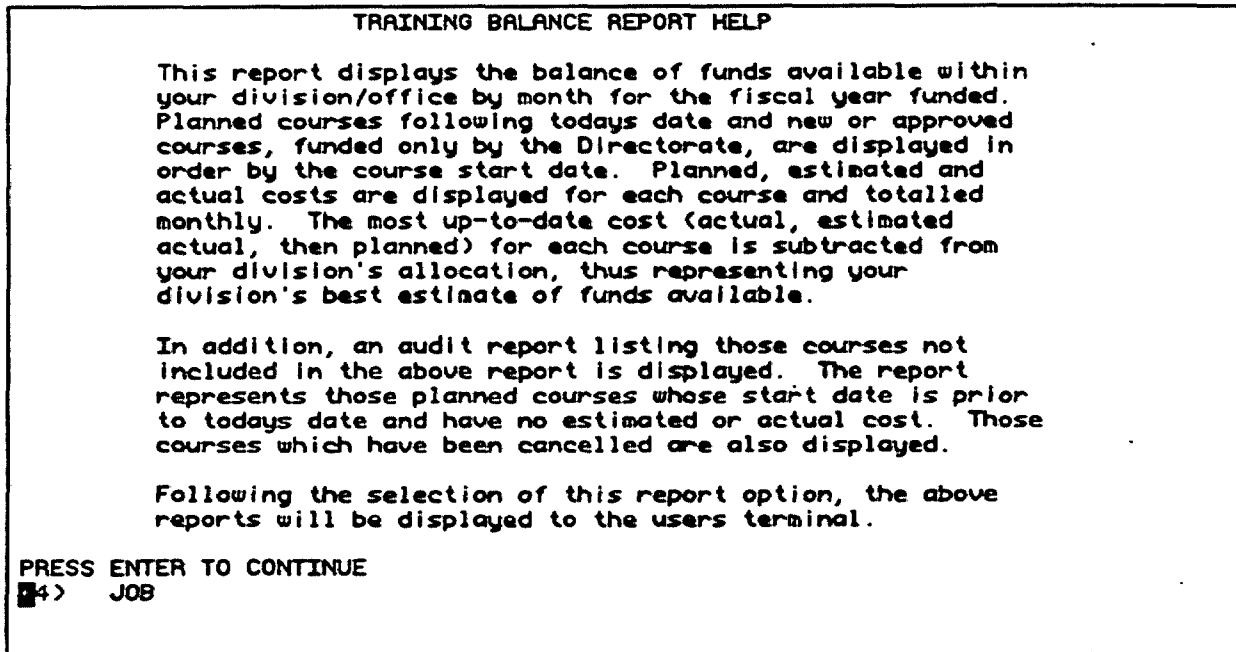 TRAINING BALANCE REPORT HELP
This report displays the balance of funds available within
your division/office by month for the fiscal year funded.
Planned courses following todays date and new or approved
courses, funded only by the Directorate, are displayed in
order by the course start date. Planned, estimated and
actual costs are displayed for each course and totalled
monthly. The most up-to-date cost (actual, estimated
actual, then planned) for each course is subtracted from
your division's allocation, thus representing your
division's best estimate of funds available.
In addition, an audit report listing those courses not
included in the above report is displayed. The report
represents those planned courses whose start date is prior
to todays date and have no estimated or actual cost. Those
courses which have been cancelled are also displayed.
Following the selection of this report option, the above
reports will be displayed to the users terminal.
PRESS ENTER TO CONTINUE
4> JOB